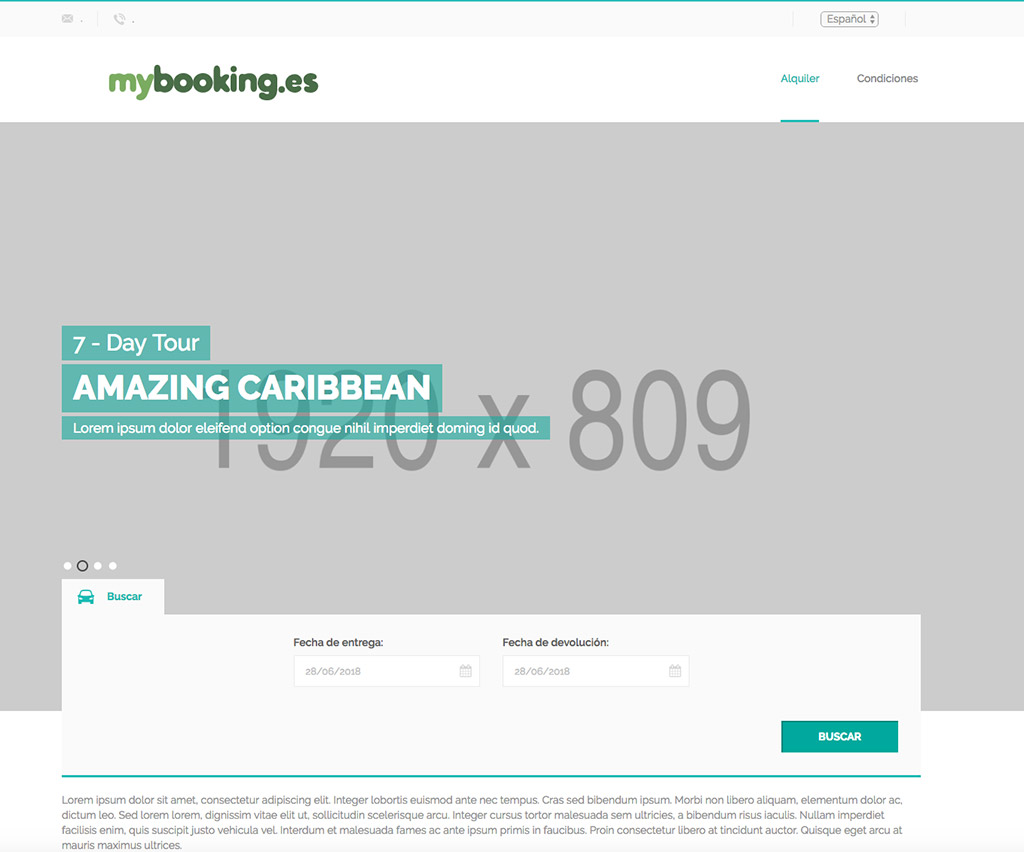 . . Español
mybooking.es Alquiler Condiciones
7 - Day Tour
AMAZING CARIBBEAN
1920 x 809
Lorem ipsum dolor eleifend option congue nihil imperdiet doming id quod.
Buscar
Fecha de entrega: Fecha de devolución:
28/06/2018 28/06/2018
BUSCAR
Lorem ipsum dolor sit amet, consectetur adipiscing elit. Integer lobortis euismod ante nec tempus. Cras sed bibendum ipsum. Morbi non libero aliquam, elementum dolor ac,
dictum leo. Sed lorem lorem, dignissim vitae elit ut, sollicitudin scelerisque arcu. Integer cursus tortor malesuada sem ultricies, a bibendum risus iaculis. Nullam imperdiet
facilisis enim, quis suscipit justo vehicula vel. Interdum et malesuada fames ac ante ipsum primis in faucibus. Proin consectetur libero at tincidunt auctor. Quisque eget arcu at
mauris maximus ultrices.